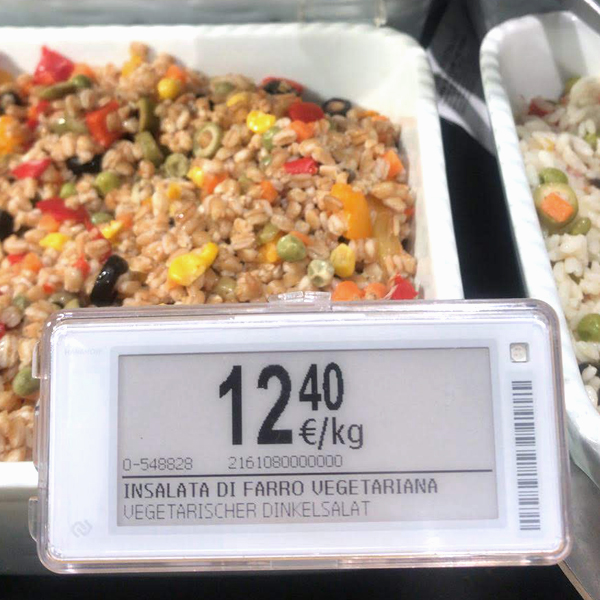 12 40
€/kg
0-548828 2161080000000
INSALATA DI FARRO VEGETARIANA
VEGETARISCHER DINKELSALAT